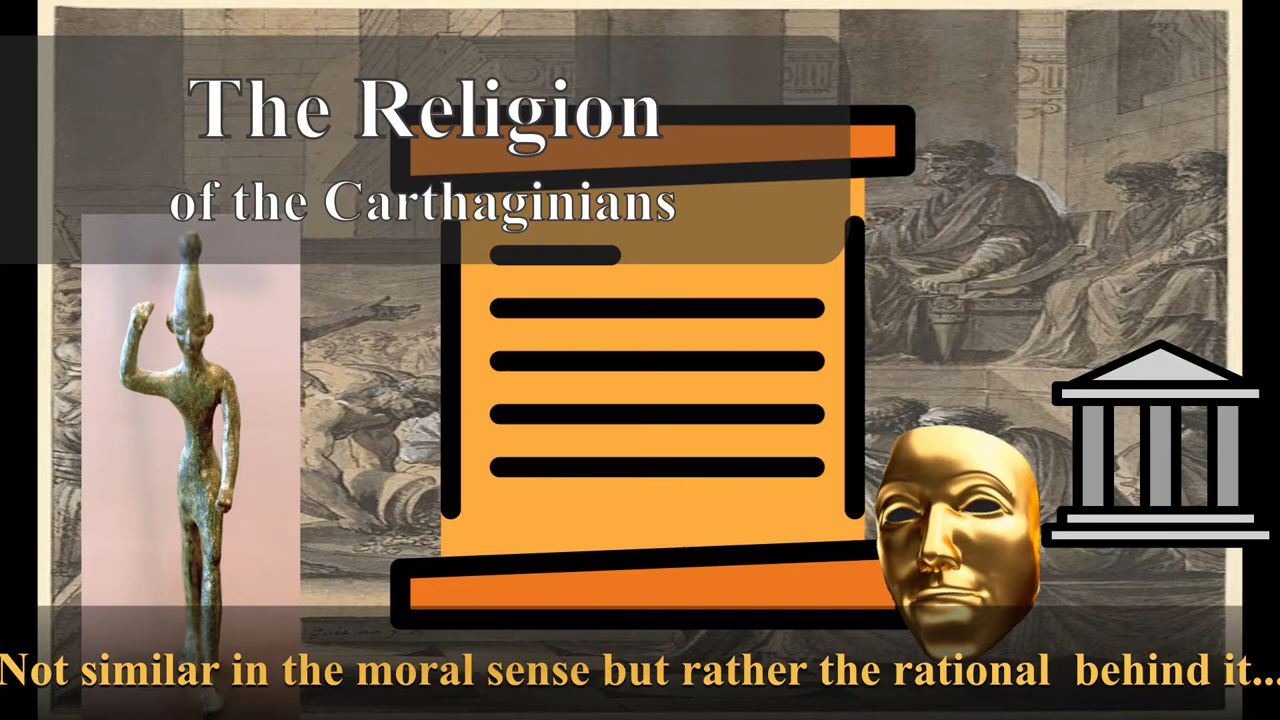 The Religion
of the Carthaginians
Not similar in the moral sense but rather the rational behind it...